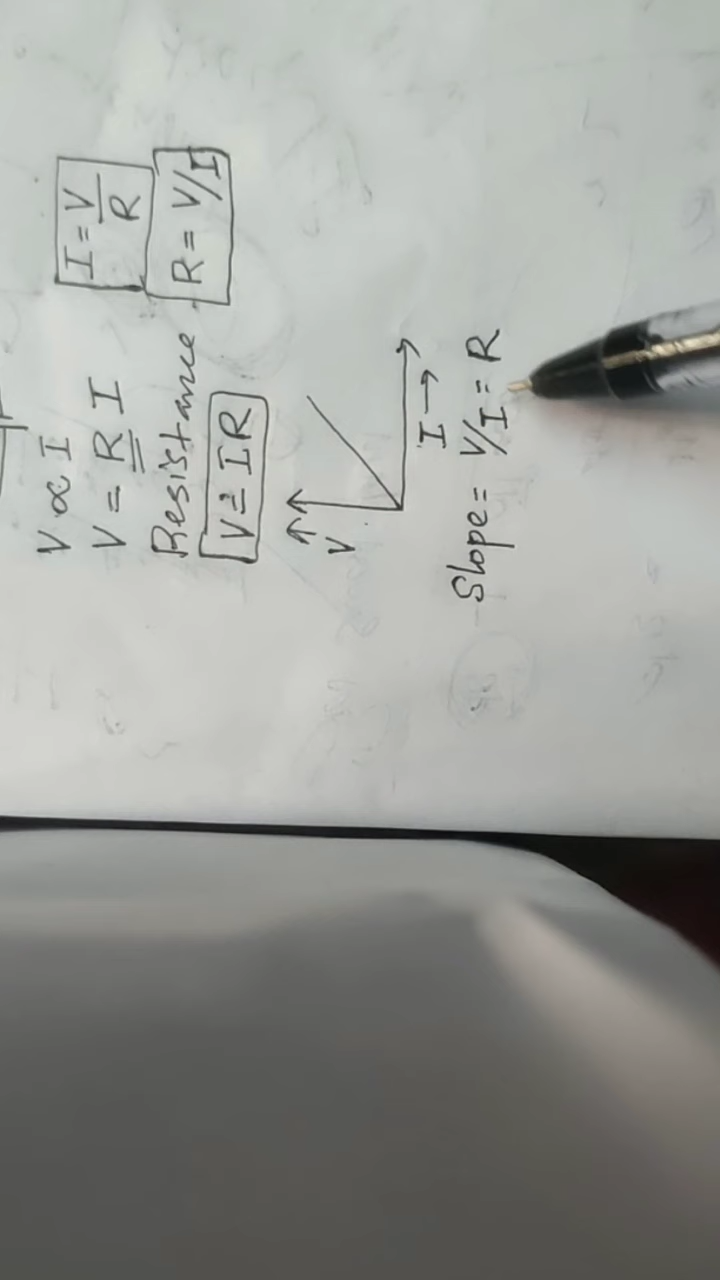 V ∝ I
V = R I
I = V/R
Resistance
R = V/I
V = IR
V
I →
Slope = V/I = R